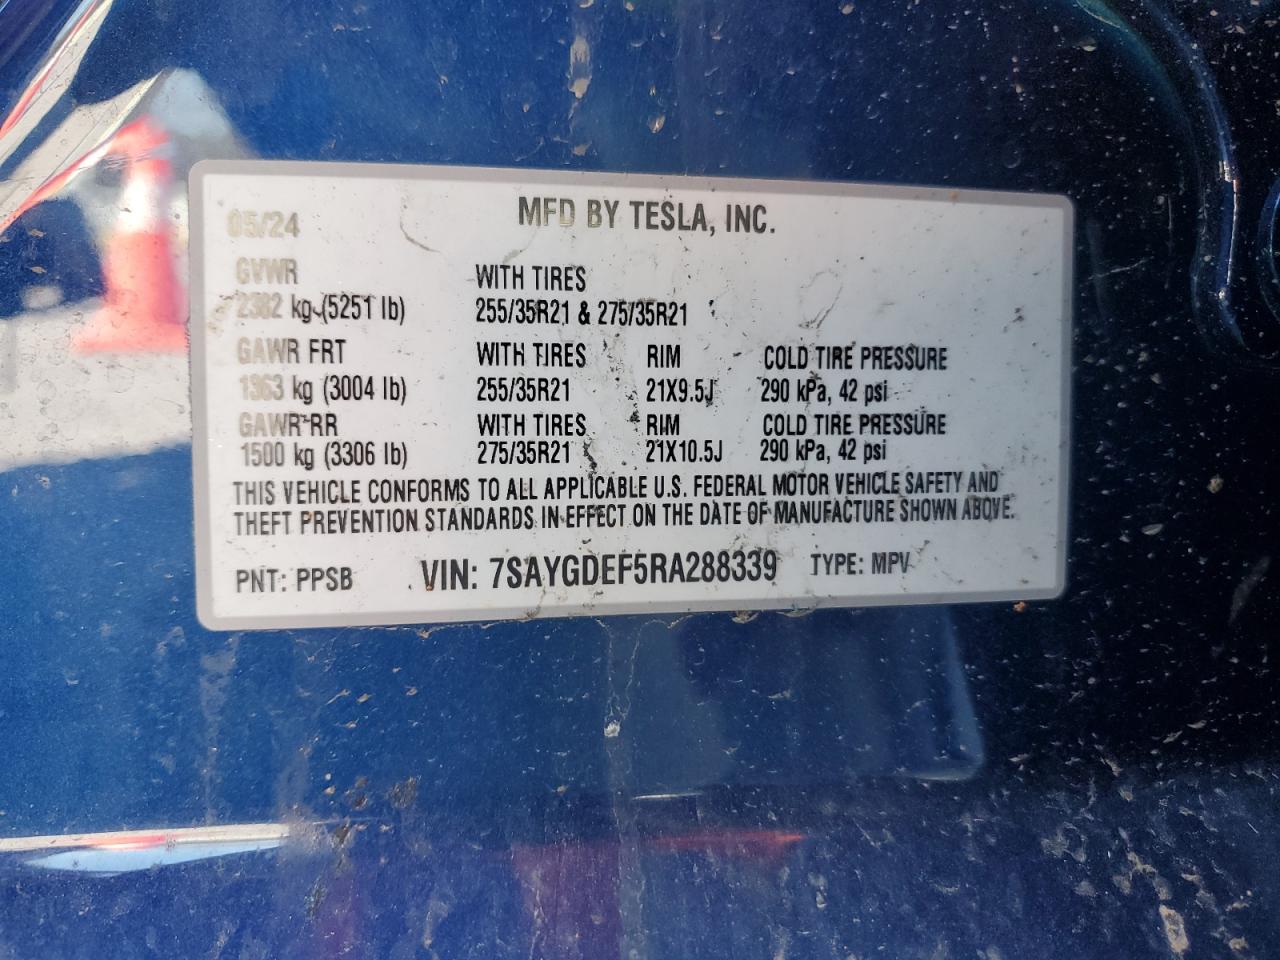 05/24 MFD BY TESLA, INC.
GVWR WITH TIRES
2382 kg (5251 lb) 255/35R21 & 275/35R21
GAWR FRT WITH TIRES RIM COLD TIRE PRESSURE
1363 kg (3004 lb) 255/35R21 21X9.5J 290 kPa, 42 psi
GAWR RR WITH TIRES RIM COLD TIRE PRESSURE
1500 kg (3306 lb) 275/35R21 21X10.5J 290 kPa, 42 psi
THIS VEHICLE CONFORMS TO ALL APPLICABLE U.S. FEDERAL MOTOR VEHICLE SAFETY AND
THEFT PREVENTION STANDARDS IN EFFECT ON THE DATE OF MANUFACTURE SHOWN ABOVE.
PNT: PPSB VIN: 7SAYGDEF5RA288339 TYPE: MPV